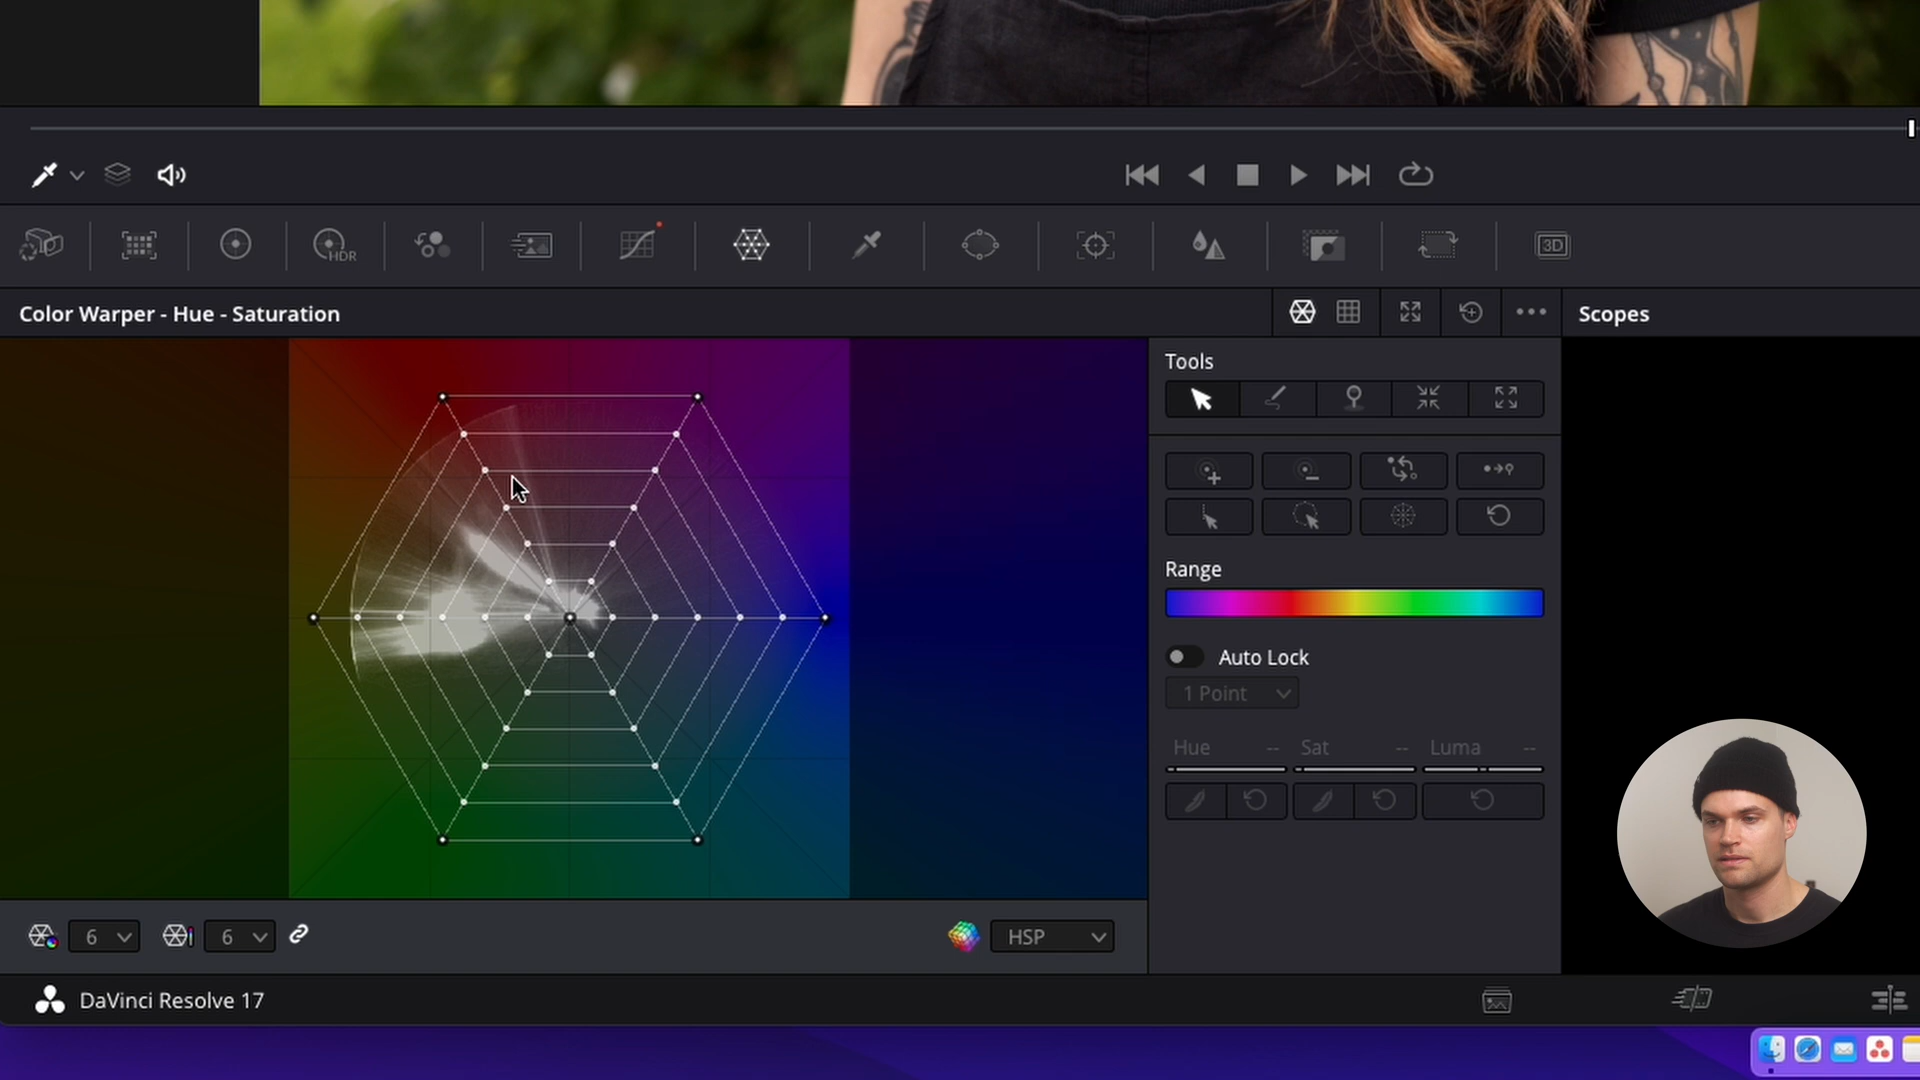 HDR
3D
Color Warper - Hue - Saturation
Scopes
Tools
Range
Auto Lock
1 Point
Hue -- Sat -- Luma --
6 6 HSP
DaVinci Resolve 17